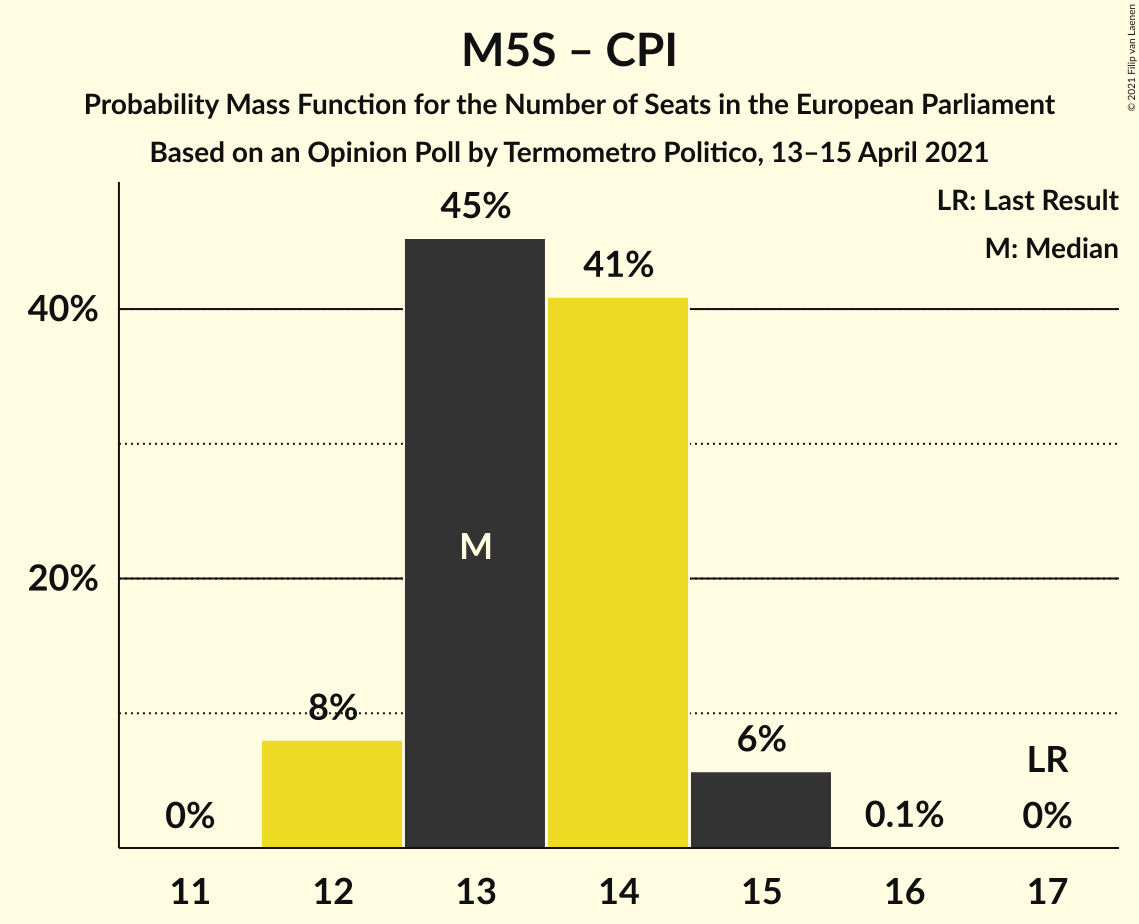 M5S – CPI
Probability Mass Function for the Number of Seats in the European Parliament
Based on an Opinion Poll by Termometro Politico, 13–15 April 2021
© 2021 Filip van Laenen
LR: Last Result
M: Median
45%
41%
40%
M
20%
8%
6%
LR
0%
0.1%
0%
11 12 13 14 15 16 17